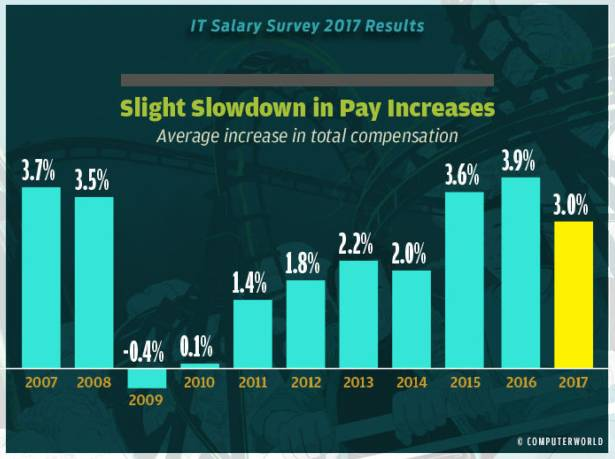 IT Salary Survey 2017 Results
Slight Slowdown in Pay Increases
Average increase in total compensation
3.7% 3.5% -0.4% 0.1% 1.4% 1.8% 2.2% 2.0% 3.6% 3.9% 3.0%
2007 2008 2009 2010 2011 2012 2013 2014 2015 2016 2017
© COMPUTERWORLD